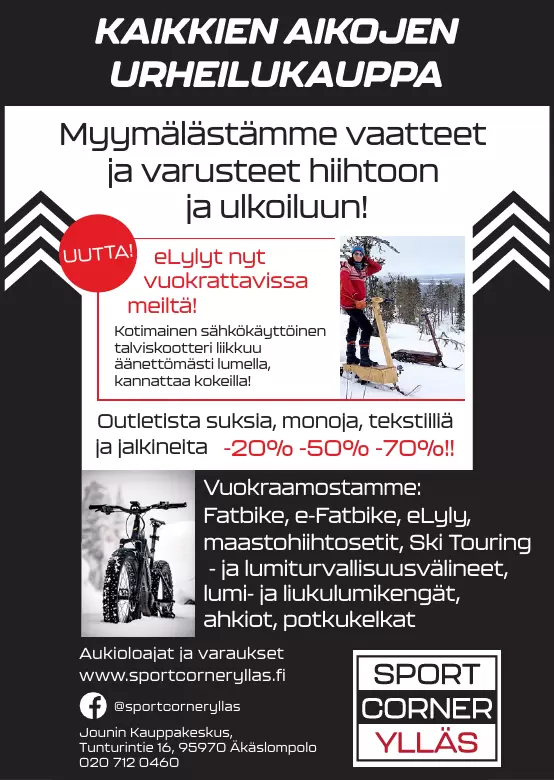 KAIKKIEN AIKOJEN
URHEILUKAUPPA
Myymälästämme vaatteet
ja varusteet hiihtoon
ja ulkoiluun!
UUTTA!
eLylyt nyt
vuokrattavissa
meiltä!
Kotimainen sähkökäyttöinen
talviskootteri liikkuu
äänettömästi lumella,
kannattaa kokeilla!
Outletista suksia, monoja, tekstiiliä
ja jalkineita -20% -50% -70%!!
Vuokraamostamme:
Fatbike, e-Fatbike, eLyly,
maastohiihtosetit, Ski Touring
- ja lumiturvallisuusvälineet,
lumi- ja liukulumikengät,
ahkiot, potkukelkat
Aukioloajat ja varaukset
www.sportcorneryllas.fi
@sportcorneryllas
Jounin Kauppakeskus,
Tunturintie 16, 95970 Äkäslompolo
020 712 0460
SPORT
CORNER
YLLÄS